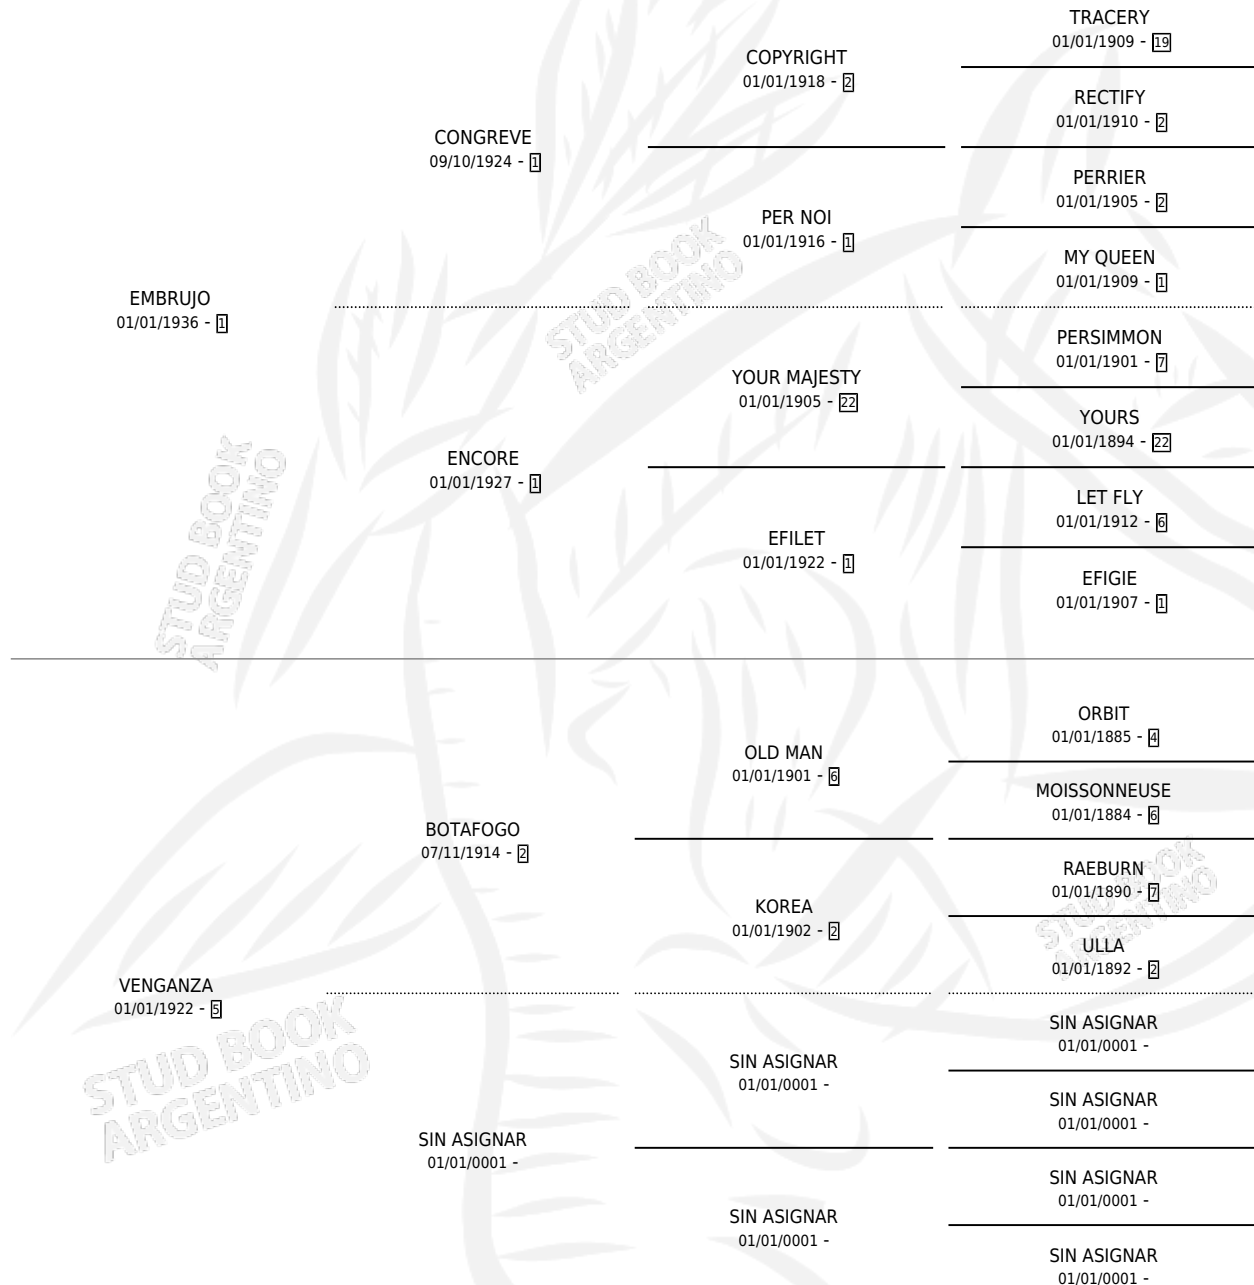 TRACERY
01/01/1909 - 19
COPYRIGHT
01/01/1918 - 2
RECTIFY
01/01/1910 - 2
CONGREVE
09/10/1924 - 1
PERRIER
01/01/1905 - 2
PER NOI
01/01/1916 - 1
MY QUEEN
01/01/1909 - 1
EMBRUJO
01/01/1936 - 1
PERSIMMON
01/01/1901 - 7
YOUR MAJESTY
01/01/1905 - 22
YOURS
01/01/1894 - 22
ENCORE
01/01/1927 - 1
LET FLY
01/01/1912 - 6
EFILET
01/01/1922 - 1
EFIGIE
01/01/1907 - 1
STUD BOOK
ARGENTINO
STUD BOOK
ARGENTINO
ORBIT
01/01/1885 - 4
OLD MAN
01/01/1901 - 6
MOISSONNEUSE
01/01/1884 - 6
BOTAFOGO
07/11/1914 - 2
RAEBURN
01/01/1890 - 7
KOREA
01/01/1902 - 2
ULLA
01/01/1892 - 2
STUD BOOK
ARGENTINO
VENGANZA
01/01/1922 - 5
SIN ASIGNAR
01/01/0001 -
SIN ASIGNAR
01/01/0001 -
SIN ASIGNAR
01/01/0001 -
SIN ASIGNAR
01/01/0001 -
SIN ASIGNAR
01/01/0001 -
SIN ASIGNAR
01/01/0001 -
SIN ASIGNAR
01/01/0001 -
STUD BOOK
ARGENTINO